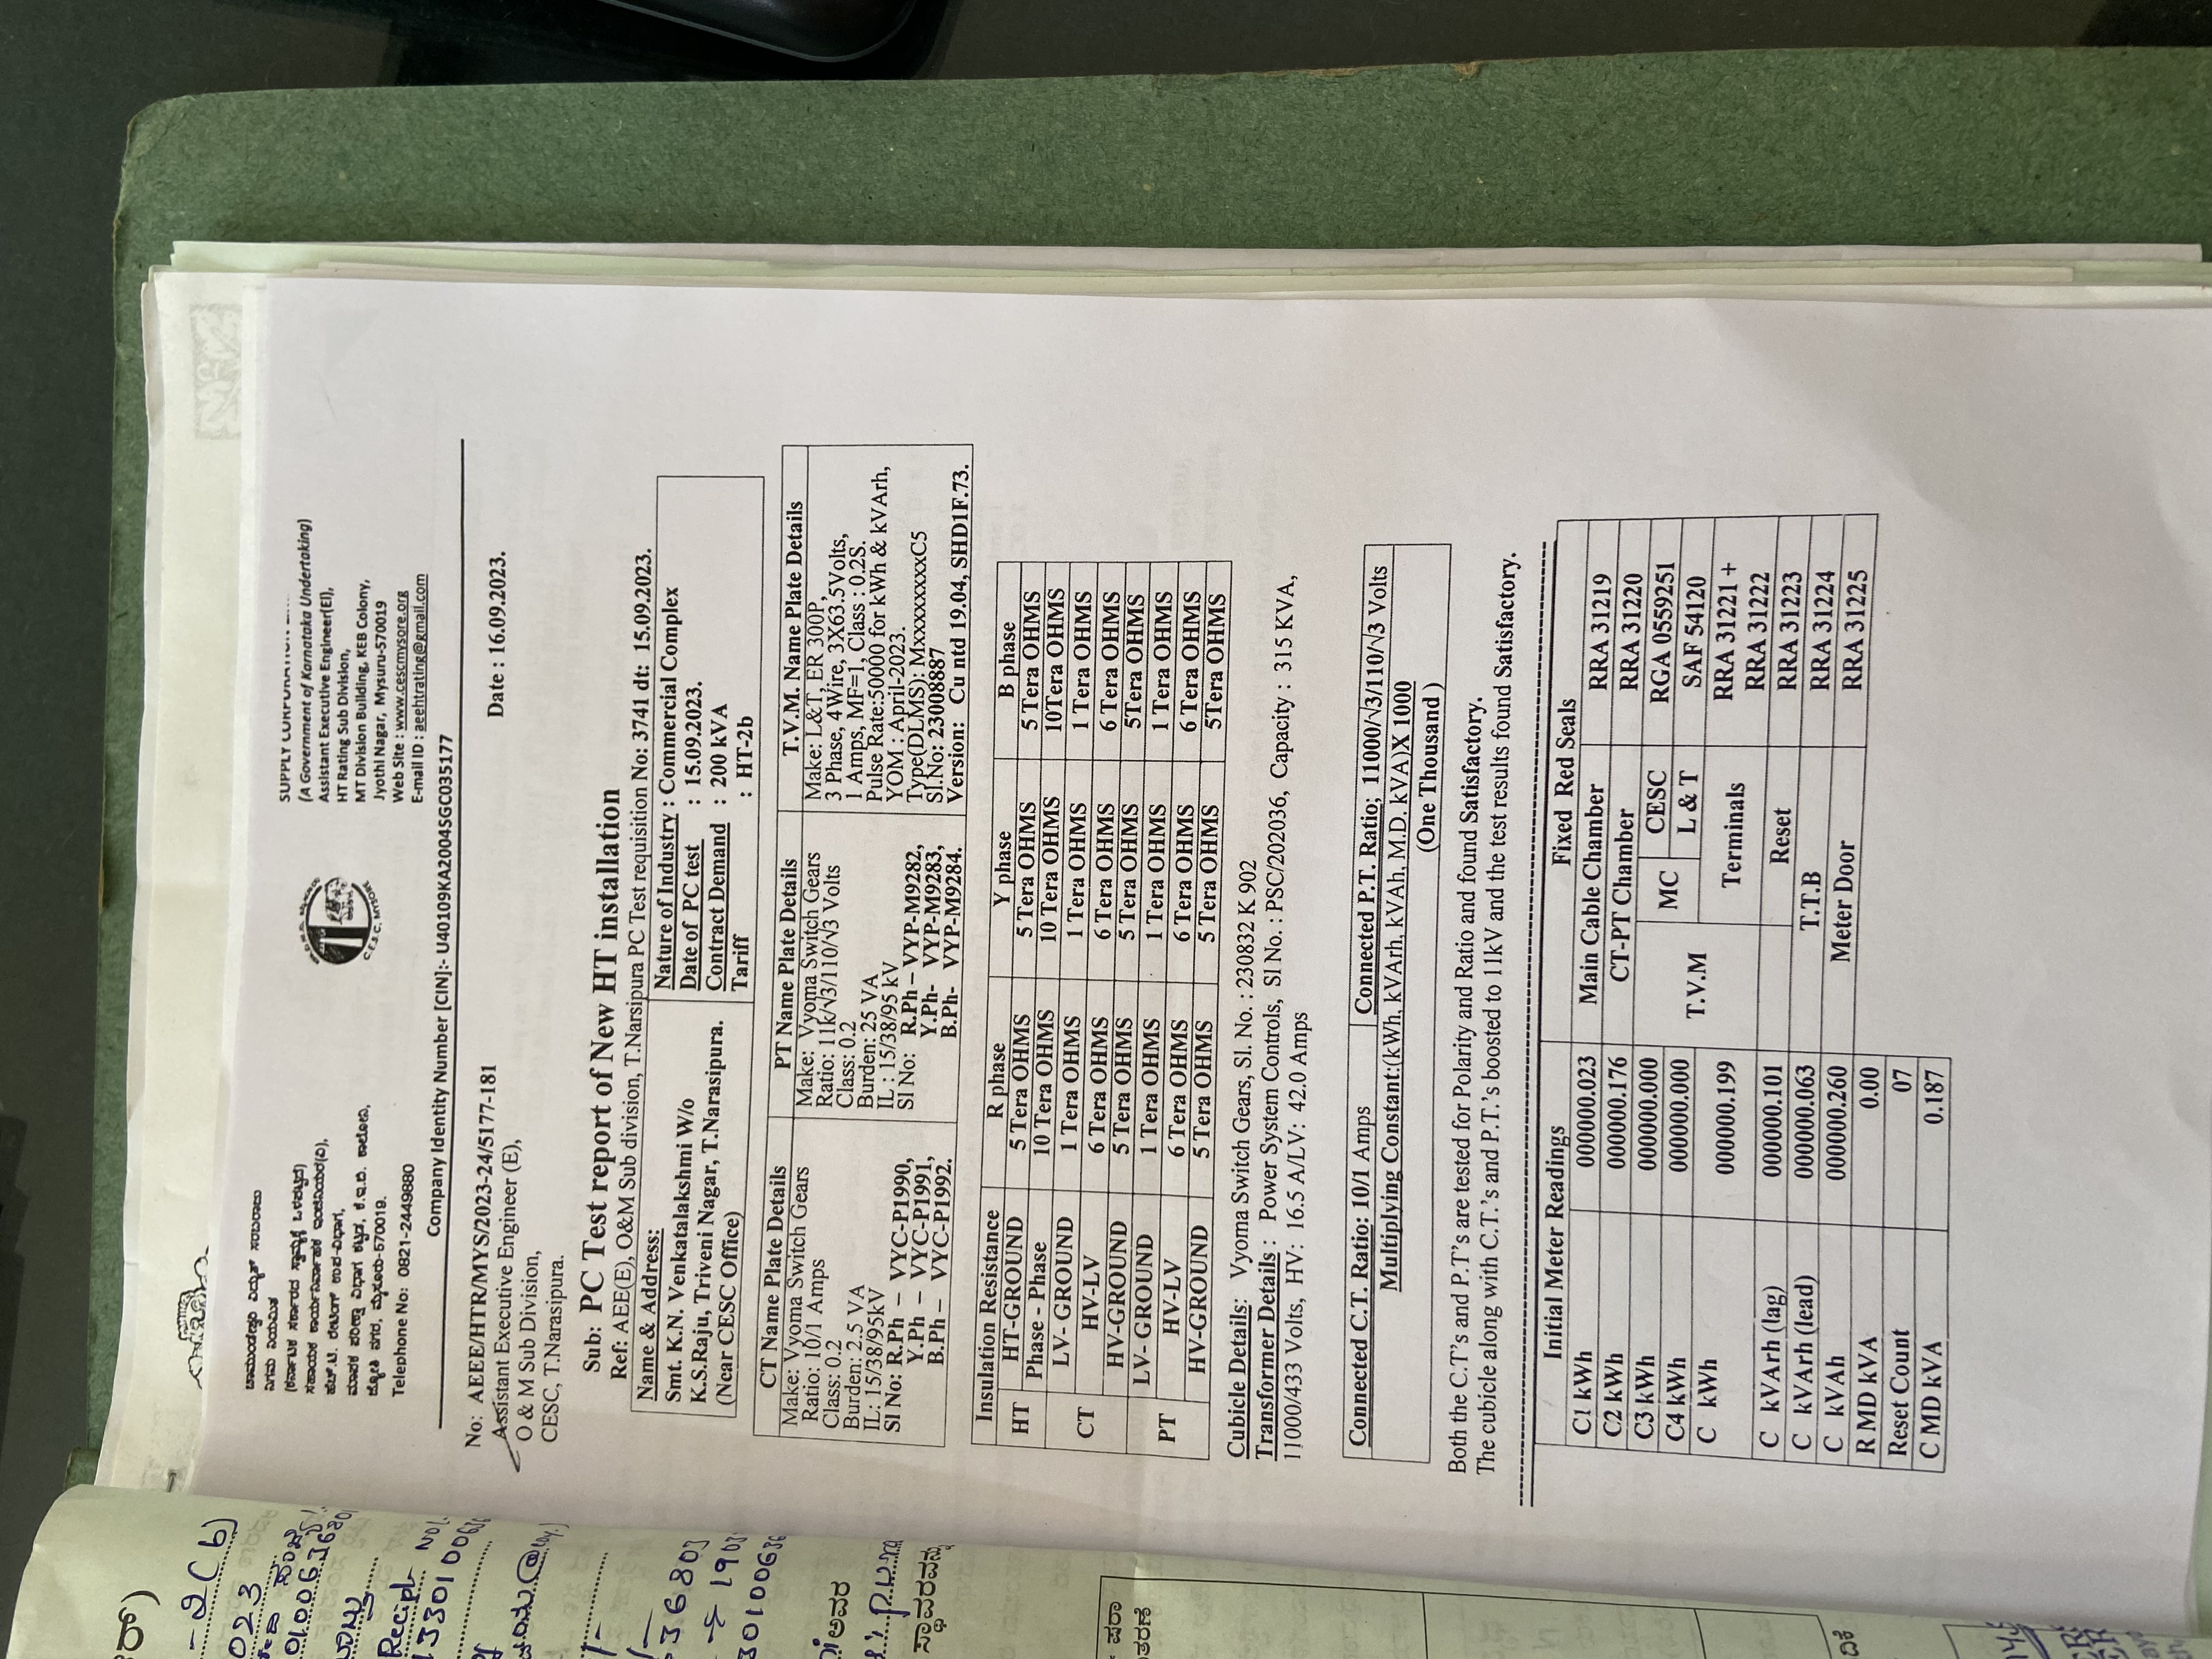 ಚಾಮುಂಡೇಶ್ವರಿ ವಿದ್ಯುತ್ ಸರಬರಾಜು
ನಿಗಮ ನಿಯಮಿತ
(ಕರ್ನಾಟಕ ಸರ್ಕಾರದ ಸ್ವಾಮ್ಯಕ್ಕೆ ಒಳಪಟ್ಟಿದೆ)
ಸಹಾಯಕ ಕಾರ್ಯನಿರ್ವಾಹಕ ಇಂಜಿನಿಯರ್(ವಿ),
ಹೆಚ್.ಟಿ. ರೇಟಿಂಗ್ ಉಪ-ವಿಭಾಗ,
ಮಾಪಕ ಪರೀಕ್ಷಾ ವಿಭಾಗ ಕಟ್ಟಡ, ಕೆ.ಇ.ಬಿ. ಕಾಲೋನಿ,
ಜ್ಯೋತಿ ನಗರ, ಮೈಸೂರು-570019.
Telephone No: 0821-2449880
SUPPLY CORPORATION
(A Government of Karnataka Undertaking)
Assistant Executive Engineer(El),
HT Rating Sub Division,
MT Division Building, KEB Colony,
Jyothi Nagar, Mysuru-570019
Web Site : www.cescmysore.org
E-mail ID : aeehtrating@gmail.com
C.E.S.C, MYSORE
Company Identity Number [CIN]:- U40109KA2004SGC035177
No: AEEE/HTR/MYS/2023-24/5177-181
Date : 16.09.2023.
Assistant Executive Engineer (E),
O & M Sub Division,
CESC, T.Narasipura.
Sub: PC Test report of New HT installation
Ref: AEE(E), O&M Sub division, T.Narsipura PC Test requisition No: 3741 dt: 15.09.2023.
Name & Address:
Smt. K.N. Venkatalakshmi W/o
K.S.Raju, Triveni Nagar, T.Narasipura.
(Near CESC Office)
Nature of Industry : Commercial Complex
Date of PC test : 15.09.2023.
Contract Demand : 200 kVA
Tariff : HT-2b
CT Name Plate Details
Make: Vyoma Switch Gears
Ratio: 10/1 Amps
Class: 0.2
Burden: 2.5 VA
IL: 15/38/95kV
Sl No: R.Ph – VYC-P1990,
Y.Ph – VYC-P1991,
B.Ph – VYC-P1992.
PT Name Plate Details
Make: Vyoma Switch Gears
Ratio: 11k/√3/110/√3 Volts
Class: 0.2
Burden: 25 VA
IL : 15/38/95 kV
Sl No: R.Ph – VYP-M9282,
Y.Ph- VYP-M9283,
B.Ph- VYP-M9284.
T.V.M. Name Plate Details
Make: L&T, ER 300P,
3 Phase, 4Wire, 3X63.5Volts,
1 Amps, MF=1, Class : 0.2S.
Pulse Rate:50000 for kWh & kVArh,
YOM : April-2023.
Type(DLMS): MxxxxxxxxC5
Sl.No: 23008887
Version: Cu ntd 19.04, SHD1F.73.
Insulation Resistance R phase Y phase B phase
HT HT-GROUND 5 Tera OHMS 5 Tera OHMS 5 Tera OHMS
Phase - Phase 10 Tera OHMS 10 Tera OHMS 10Tera OHMS
CT LV- GROUND 1 Tera OHMS 1 Tera OHMS 1 Tera OHMS
HV-LV 6 Tera OHMS 6 Tera OHMS 6 Tera OHMS
HV-GROUND 5 Tera OHMS 5 Tera OHMS 5Tera OHMS
PT LV- GROUND 1 Tera OHMS 1 Tera OHMS 1 Tera OHMS
HV-LV 6 Tera OHMS 6 Tera OHMS 6 Tera OHMS
HV-GROUND 5 Tera OHMS 5 Tera OHMS 5Tera OHMS
Cubicle Details: Vyoma Switch Gears, Sl. No. : 230832 K 902
Transformer Details : Power System Controls, Sl No. : PSC/202036, Capacity : 315 KVA,
11000/433 Volts, HV: 16.5 A/LV: 42.0 Amps
Connected C.T. Ratio: 10/1 Amps Connected P.T. Ratio; 11000/√3/110/√3 Volts
Multiplying Constant:(kWh, kVArh, kVAh, M.D. kVA)X 1000
(One Thousand )
Both the C.T's and P.T's are tested for Polarity and Ratio and found Satisfactory.
The cubicle along with C.T.'s and P.T.'s boosted to 11kV and the test results found Satisfactory.
Initial Meter Readings
C1 kWh 000000.023
C2 kWh 000000.176
C3 kWh 000000.000
C4 kWh 000000.000
C kWh 000000.199
C kVArh (lag) 000000.101
C kVArh (lead) 000000.063
C kVAh 000000.260
R MD kVA 0.00
Reset Count 07
C MD kVA 0.187
Fixed Red Seals
Main Cable Chamber RRA 31219
CT-PT Chamber RRA 31220
T.V.M MC CESC RGA 0559251
L & T SAF 54120
Terminals RRA 31221 +
RRA 31222
Reset RRA 31223
T.T.B RRA 31224
Meter Door RRA 31225